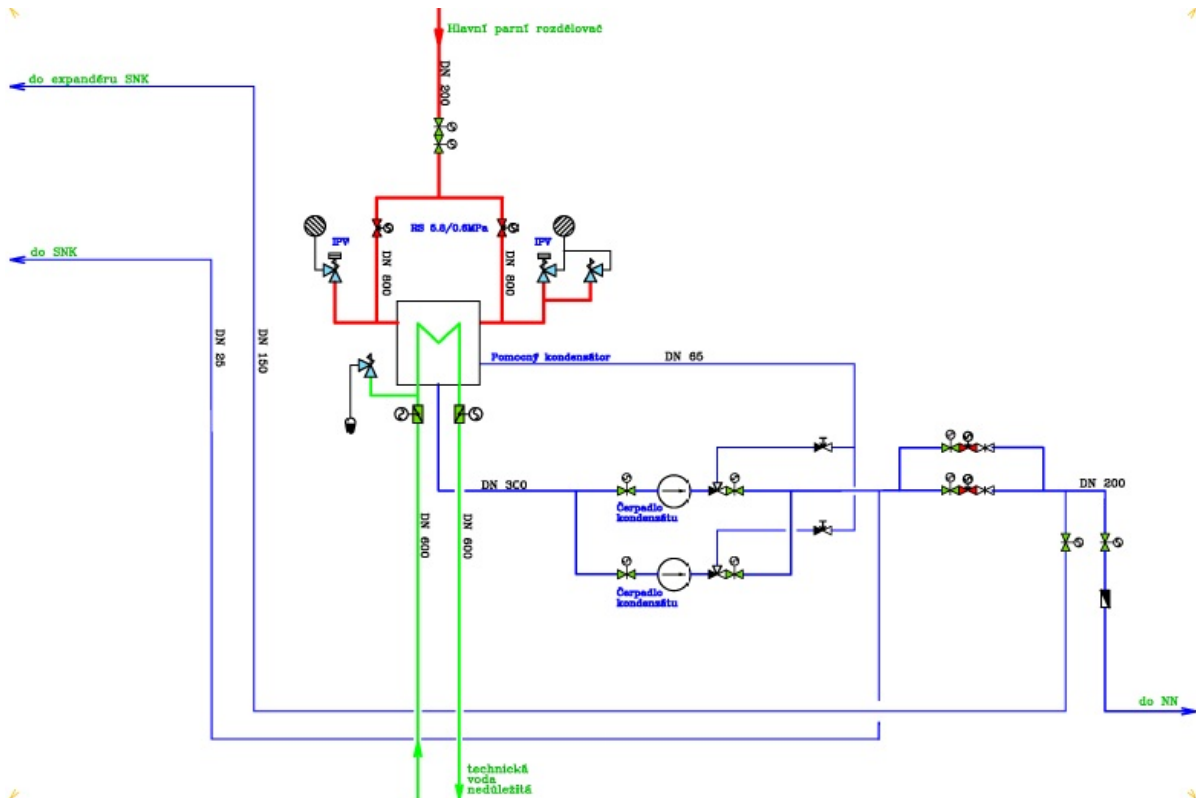 Hlavní parní rozdělovač
do expandéru SNK
DN 200
RS 5.8/0.6MPa
IPV
IPV
do SNK
DN 800
DN 800
DN 25
DN 150
Pomocný kondenzátor
DN 65
DN 300
DN 200
Čerpadlo
kondenzátu
DN 600
DN 600
Čerpadlo
kondenzátu
do NN
technická
voda
nedůležitá